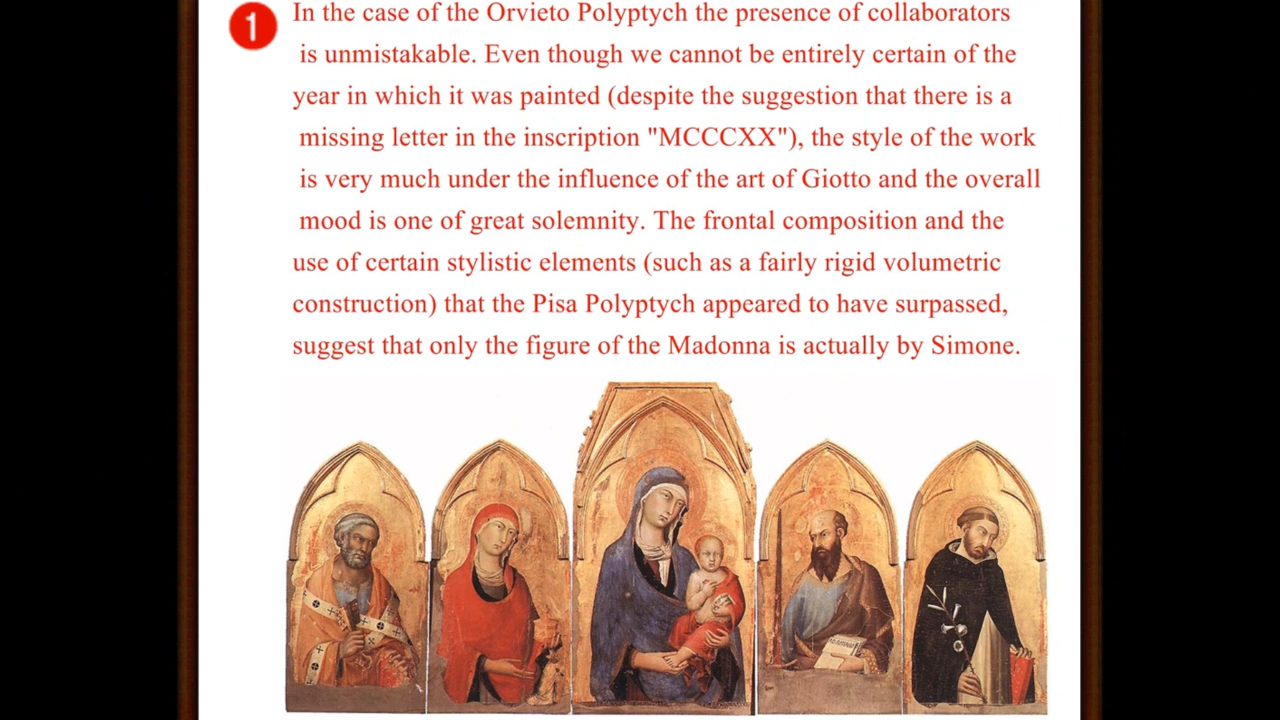 1
In the case of the Orvieto Polyptych the presence of collaborators
is unmistakable. Even though we cannot be entirely certain of the
year in which it was painted (despite the suggestion that there is a
missing letter in the inscription "MCCCXX"), the style of the work
is very much under the influence of the art of Giotto and the overall
mood is one of great solemnity. The frontal composition and the
use of certain stylistic elements (such as a fairly rigid volumetric
construction) that the Pisa Polyptych appeared to have surpassed,
suggest that only the figure of the Madonna is actually by Simone.